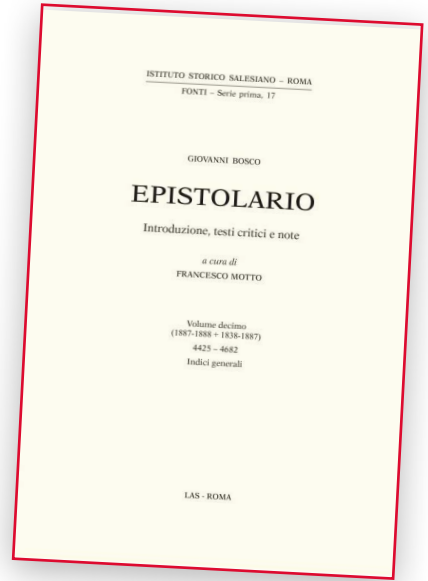 ISTITUTO STORICO SALESIANO – ROMA
FONTI – Serie prima, 17
GIOVANNI BOSCO
EPISTOLARIO
Introduzione, testi critici e note
a cura di
FRANCESCO MOTTO
Volume decimo
(1887-1888 + 1838-1887)
4425 – 4682
Indici generali
LAS - ROMA